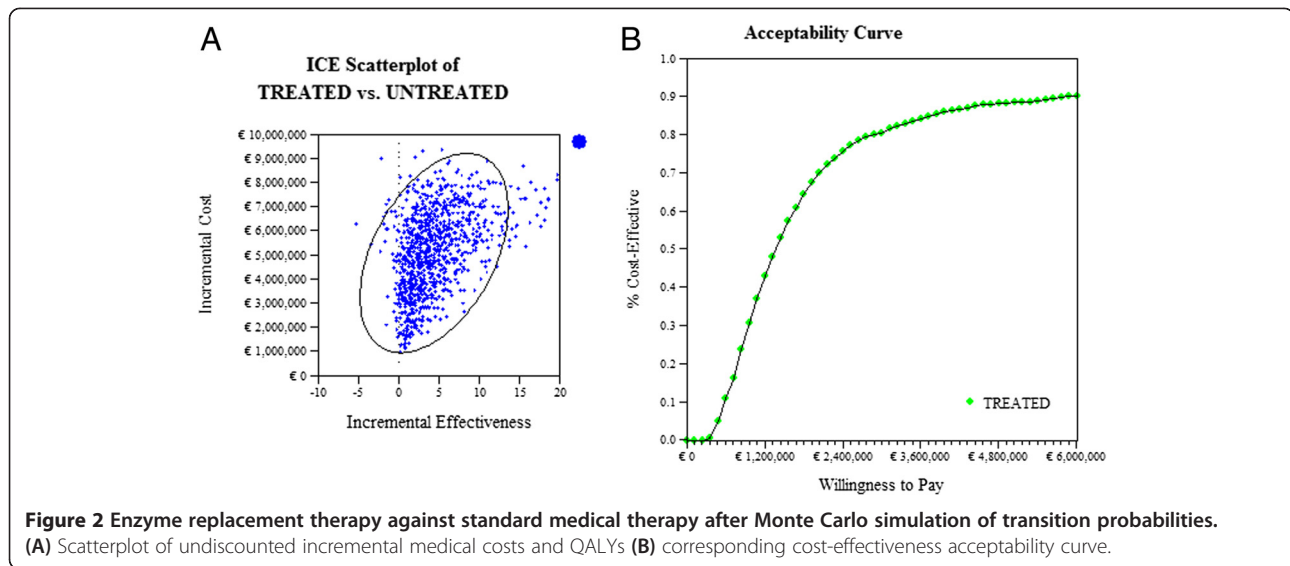 A
ICE Scatterplot of
TREATED vs. UNTREATED
Incremental Cost
€ 10,000,000
€ 9,000,000
€ 8,000,000
€ 7,000,000
€ 6,000,000
€ 5,000,000
€ 4,000,000
€ 3,000,000
€ 2,000,000
€ 1,000,000
€ 0
-10 -5 0 5 10 15 20
Incremental Effectiveness
B
Acceptability Curve
% Cost-Effective
1.0
0.9
0.8
0.7
0.6
0.5
0.4
0.3
0.2
0.1
0.0
TREATED
€ 0 € 1,200,000 € 2,400,000 € 3,600,000 € 4,800,000 € 6,000,000
Willingness to Pay
Figure 2 Enzyme replacement therapy against standard medical therapy after Monte Carlo simulation of transition probabilities.
(A) Scatterplot of undiscounted incremental medical costs and QALYs (B) corresponding cost-effectiveness acceptability curve.